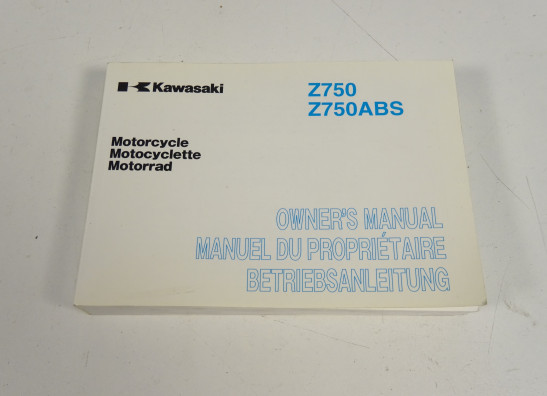 Kawasaki
Z750
Z750ABS
Motorcycle
Motocyclette
Motorrad
OWNER'S MANUAL
MANUEL DU PROPRIÉTAIRE
BETRIEBSANLEITUNG